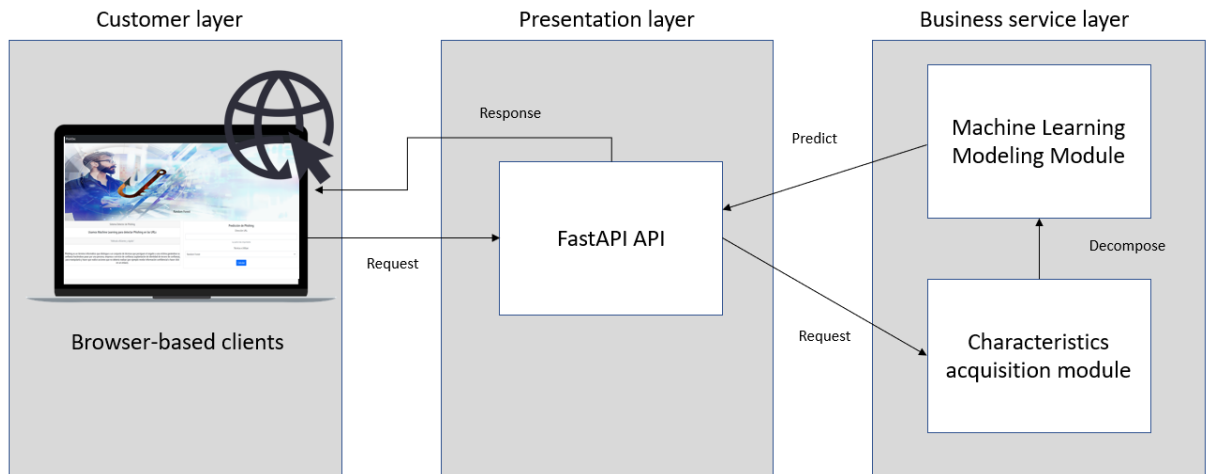 Customer layer
Presentation layer
Business service layer
Response
Predict
Machine Learning
Modeling Module
FastAPI API
Request
Decompose
Request
Browser-based clients
Characteristics
acquisition module